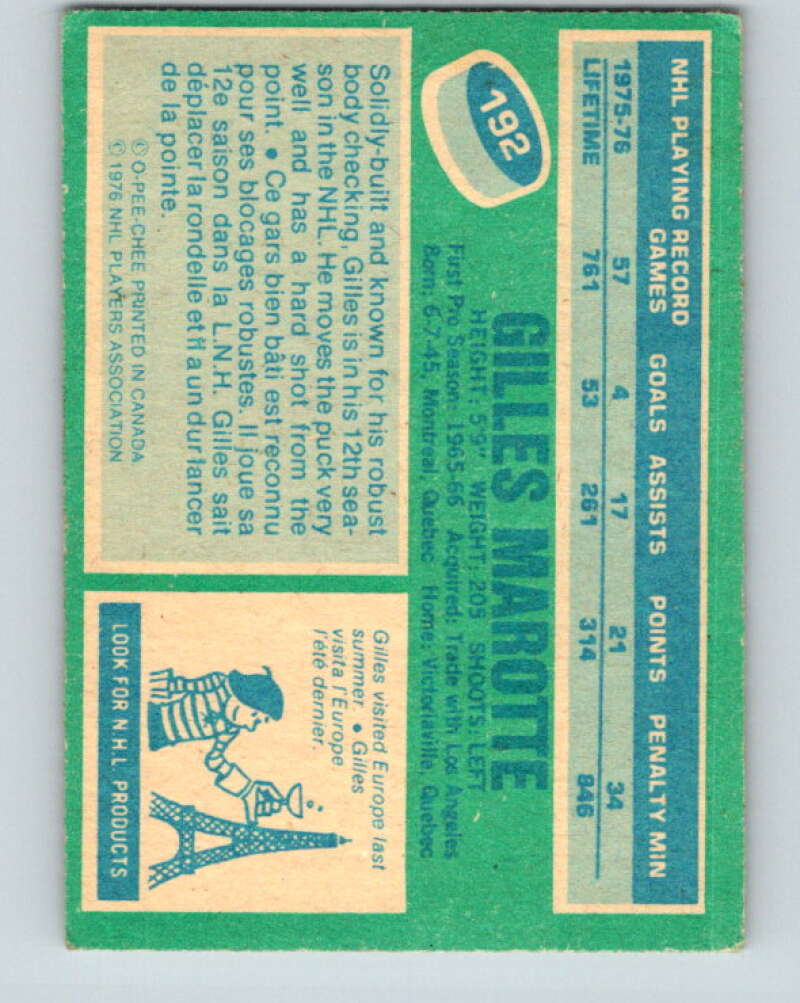 192
NHL PLAYING RECORD
GAMES GOALS ASSISTS POINTS PENALTY MIN
1975-76 57 4 17 21 34
LIFETIME 761 53 261 314 846
GILLES MAROTTE
HEIGHT: 5'9" WEIGHT: 205 SHOOTS: LEFT
First Pro Season: 1965-66 Acquired: Trade with Los Angeles
Born: 6-7-45, Montreal, Quebec Home: Victoriaville, Quebec
Solidly-built and known for his robust
body checking, Gilles is in his 12th sea-
son in the NHL. He moves the puck very
well and has a hard shot from the
point. • Ce gars bien bâti est reconnu
pour ses blocages robustes. Il joue sa
12e saison dans la L.N.H. Gilles sait
déplacer la rondelle et il a un dur lancer
de la pointe.
© O-PEE-CHEE PRINTED IN CANADA
© 1976 NHL PLAYERS ASSOCIATION
Gilles visited Europe last
summer. • Gilles
visita l'Europe
l'été dernier.
LOOK FOR N.H.L PRODUCTS